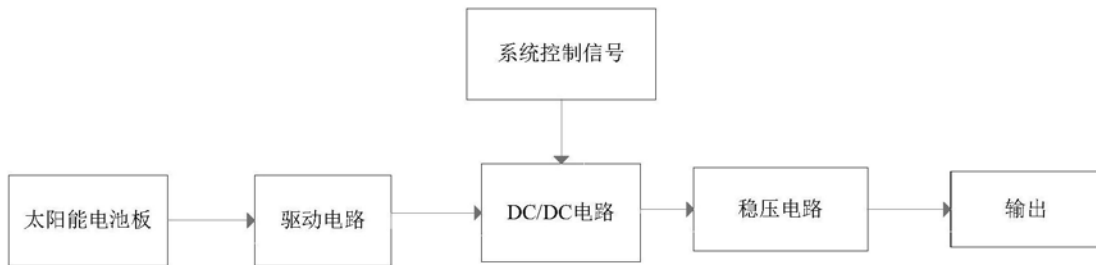 系统控制信号
太阳能电池板
驱动电路
DC/DC电路
稳压电路
输出